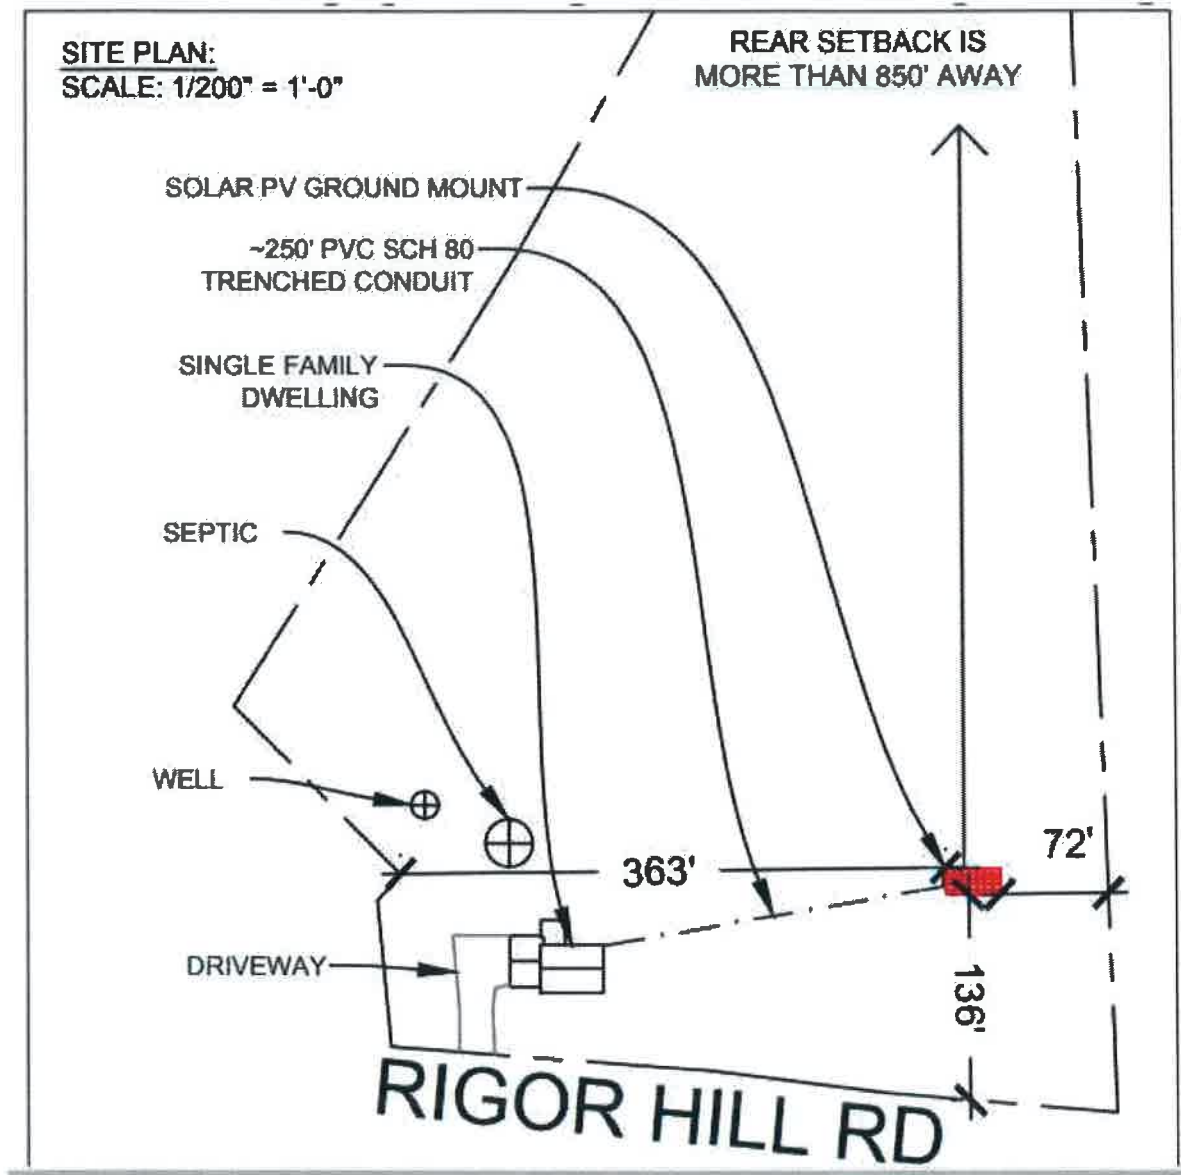 SITE PLAN:
SCALE: 1/200" = 1'-0"
REAR SETBACK IS
MORE THAN 850' AWAY
SOLAR PV GROUND MOUNT
~250' PVC SCH 80
TRENCHED CONDUIT
SINGLE FAMILY
DWELLING
SEPTIC
WELL
363'
72'
DRIVEWAY
136'
RIGOR HILL RD